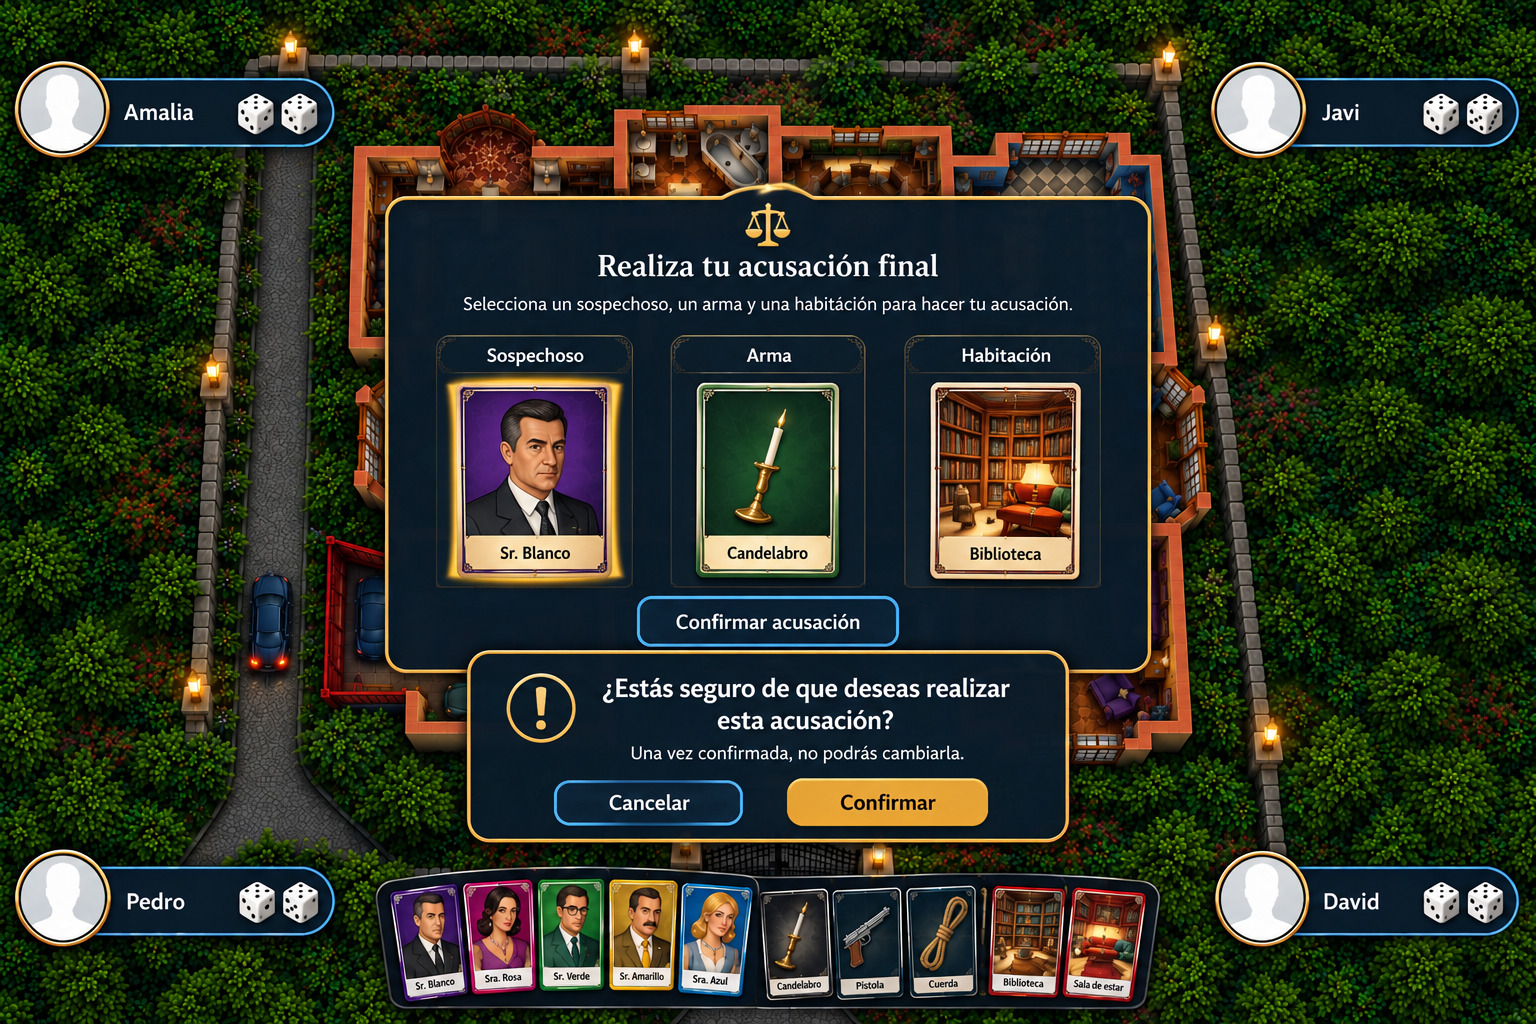 Amalia
Javi
Realiza tu acusación final
Selecciona un sospechoso, un arma y una habitáción para hacer tu acusación.
Sospechoso
Arma
Habitación
Sr. Blanco
Candelabro
Biblioteca
Confirmar acusación
¿Estás seguro de que deseas realizar
esta acusación?
Una vez confirmada, no podrás cambiarla.
Cancelar
Confirmar
Pedro
David
Sr. Blanco
Sra. Rosa
Sr. Verde
Sr. Amarillo
Sra. Azul
Candelabro
Pistola
Cuerda
Biblioteca
Sala de estar